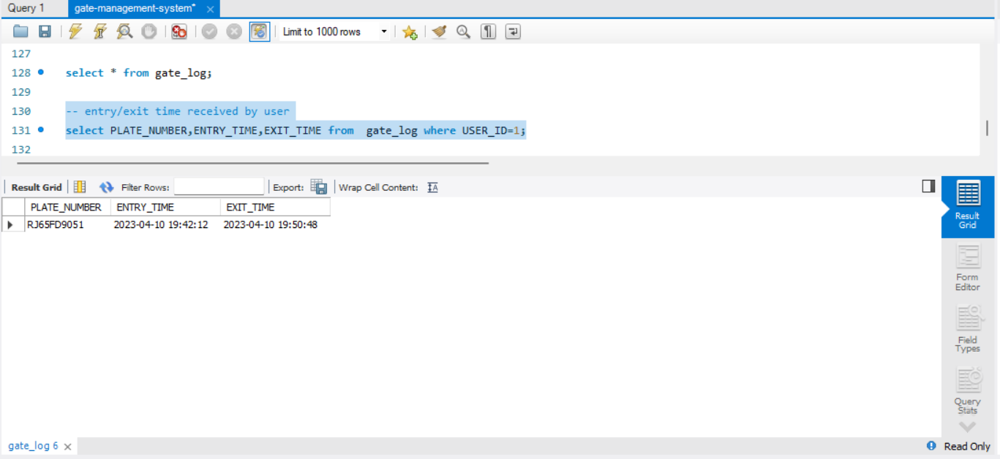 Query 1 gate-management-system*
Limit to 1000 rows
127
128 select * from gate_log;
129
130 -- entry/exit time received by user
131 select PLATE_NUMBER,ENTRY_TIME,EXIT_TIME from  gate_log where USER_ID=1;
132
Result Grid Filter Rows: Export: Wrap Cell Content:
PLATE_NUMBER ENTRY_TIME EXIT_TIME
RJ65FD9051 2023-04-10 19:42:12 2023-04-10 19:50:48
Result
Grid
Form
Editor
Field
Types
Query
Stats
gate_log 6 Read Only